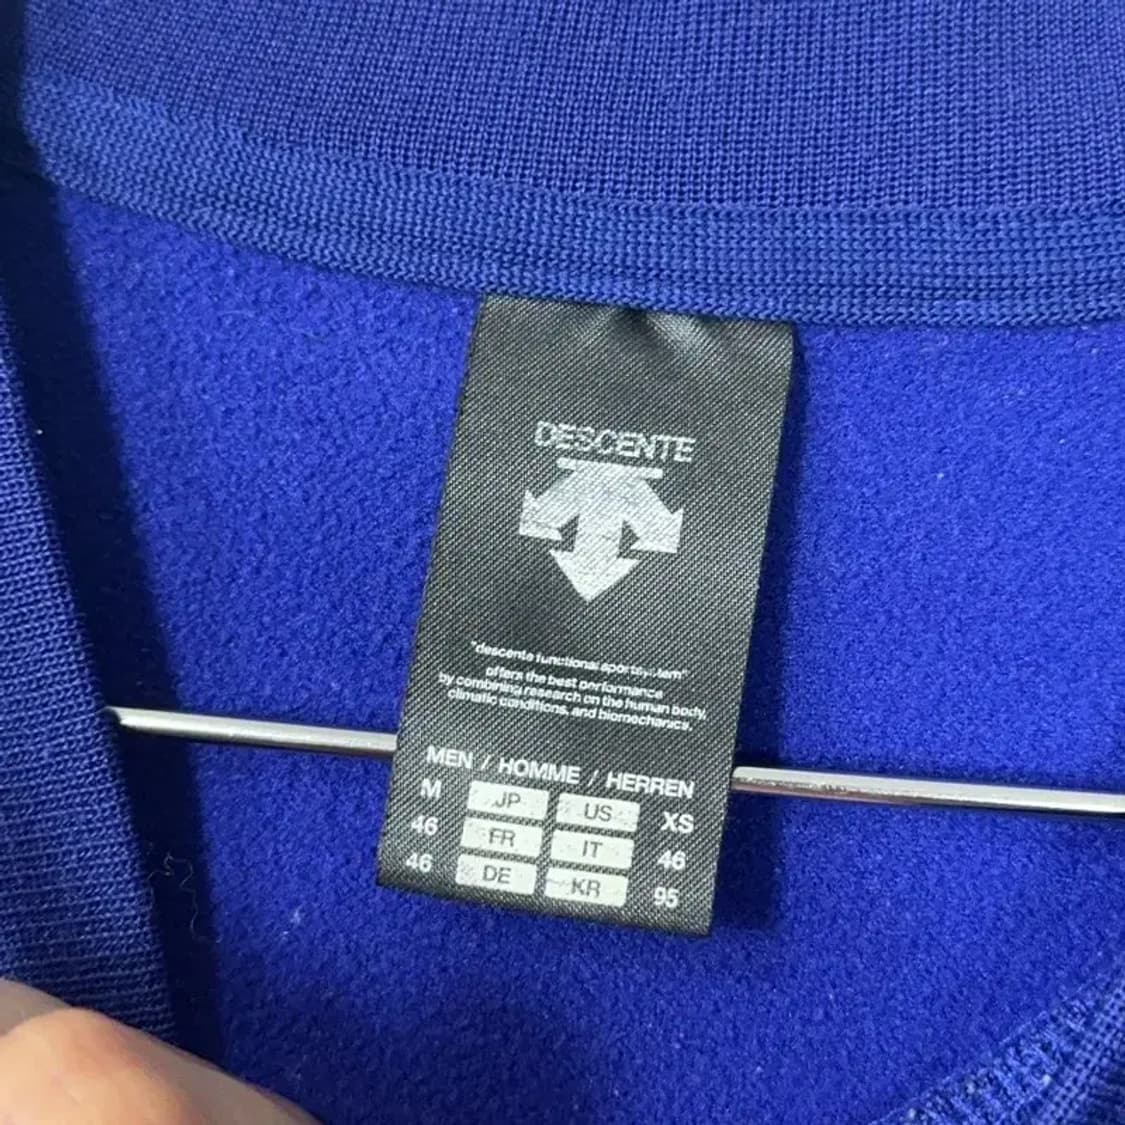 DESCENTE
"descente functional sportsystem"
offers the best performance
by combining research on the human body,
climatic conditions, and biomechanics.
MEN / HOMME / HERREN
M JP US XS
46 FR IT 46
46 DE KR 95